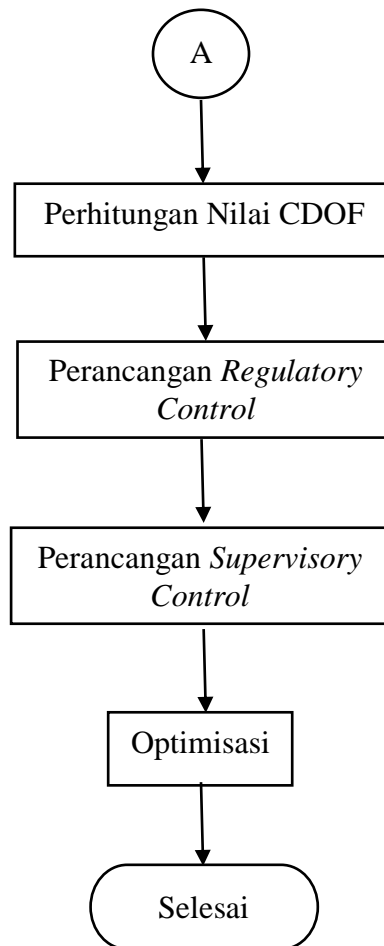 A
Perhitungan Nilai CDOF
Perancangan Regulatory
Control
Perancangan Supervisory
Control
Optimisasi
Selesai